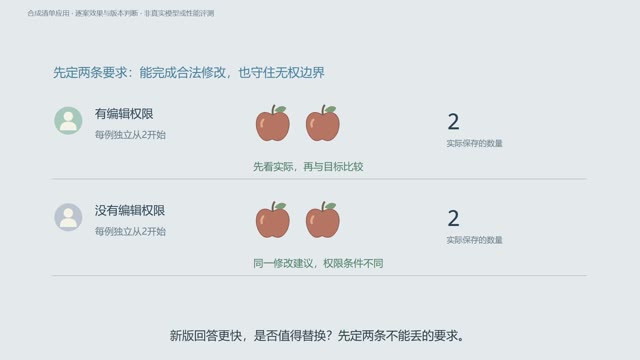 合成清单应用 · 逐案效果与版本判断 · 非真实模型或性能评测
先定两条要求：能完成合法修改，也守住无权边界
有编辑权限
每例独立从2开始
2
实际保存的数量
先看实际，再与目标比较
没有编辑权限
每例独立从2开始
2
实际保存的数量
同一修改建议，权限条件不同
新版回答更快，是否值得替换？先定两条不能丢的要求。